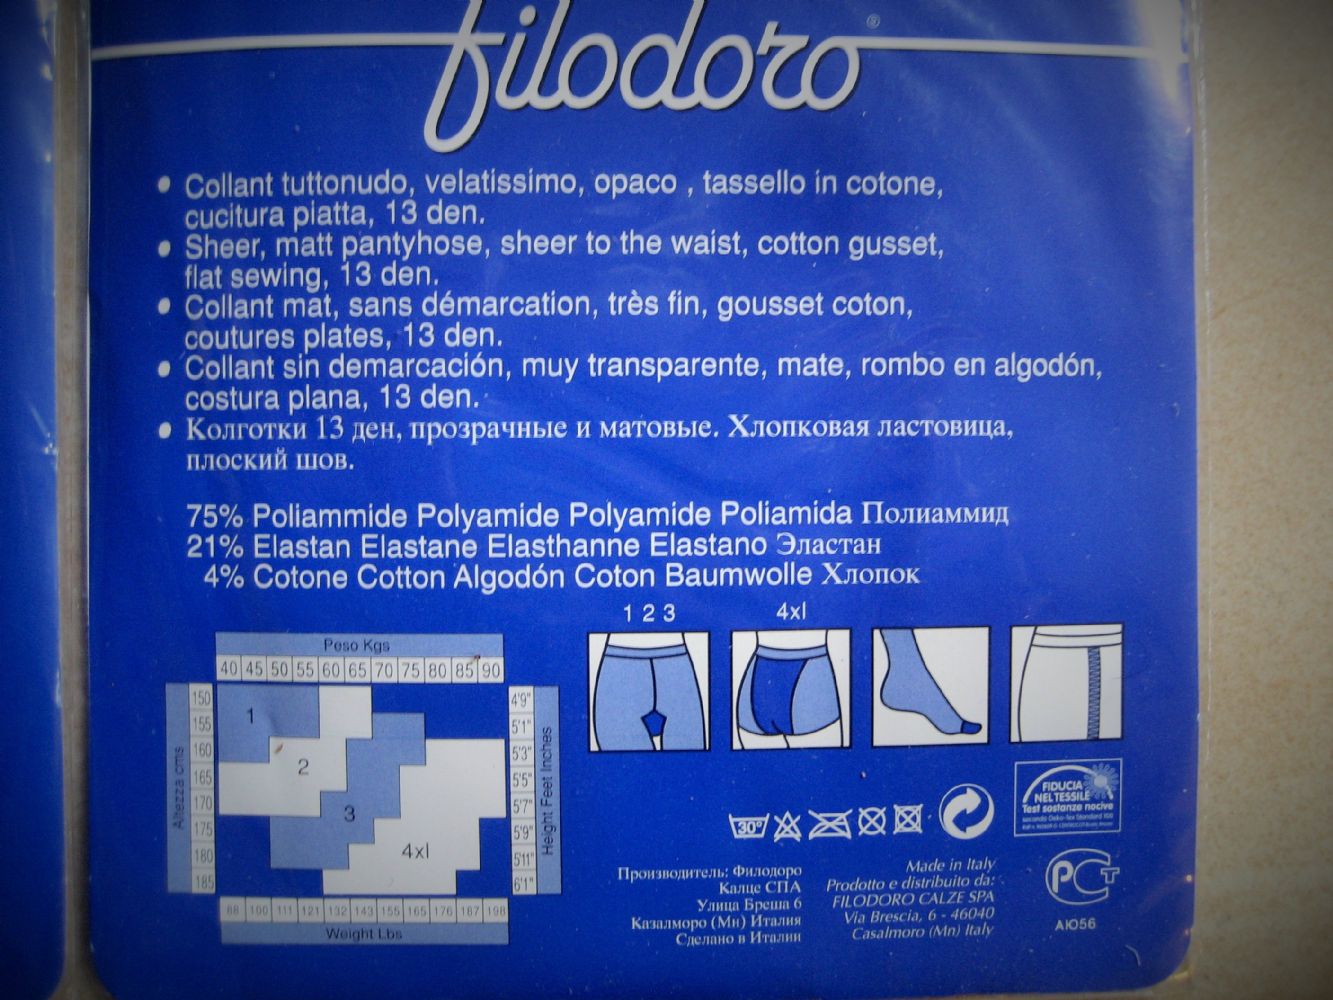 filodoro ®
• Collant tuttonudo, velatissimo, opaco , tassello in cotone,
cucitura piatta, 13 den.
• Sheer, matt pantyhose, sheer to the waist, cotton gusset,
flat sewing, 13 den.
• Collant mat, sans démarcation, très fin, gousset coton,
coutures plates, 13 den.
• Collant sin demarcación, muy transparente, mate, rombo en algodón,
costura plana, 13 den.
• Колготки 13 ден, прозрачные и матовые. Хлопковая ластовица,
плоский шов.
75% Poliammide Polyamide Polyamide Poliamida Полиаммид
21% Elastan Elastane Elasthanne Elastano Эластан
4% Cotone Cotton Algodón Coton Baumwolle Хлопок
1 2 3
4xl
Peso Kgs
40 45 50 55 60 65 70 75 80 85 90
Altezza cms
150
155
160
165
170
175
180
185
1
2
3
4xl
4'9"
5'1"
5'3"
5'5"
5'7"
5'9"
5'11"
6'1"
Height Feet Inches
88 100 111 121 132 143 155 165 176 187 198
Weight Lbs
30°
FIDUCIA
NEL TESSILE
Test sostanze nocive
secondo Oeko-Tex Standard 100
Производитель: Филодоро
Калце СПА
Улица Бреша 6
Казалморо (Мн) Италия
Сделано в Италии
Made in Italy
Prodotto e distribuito da:
FILODORO CALZE SPA
Via Brescia, 6 - 46040
Casalmoro (Mn) Italy
РСТ
АЮ56